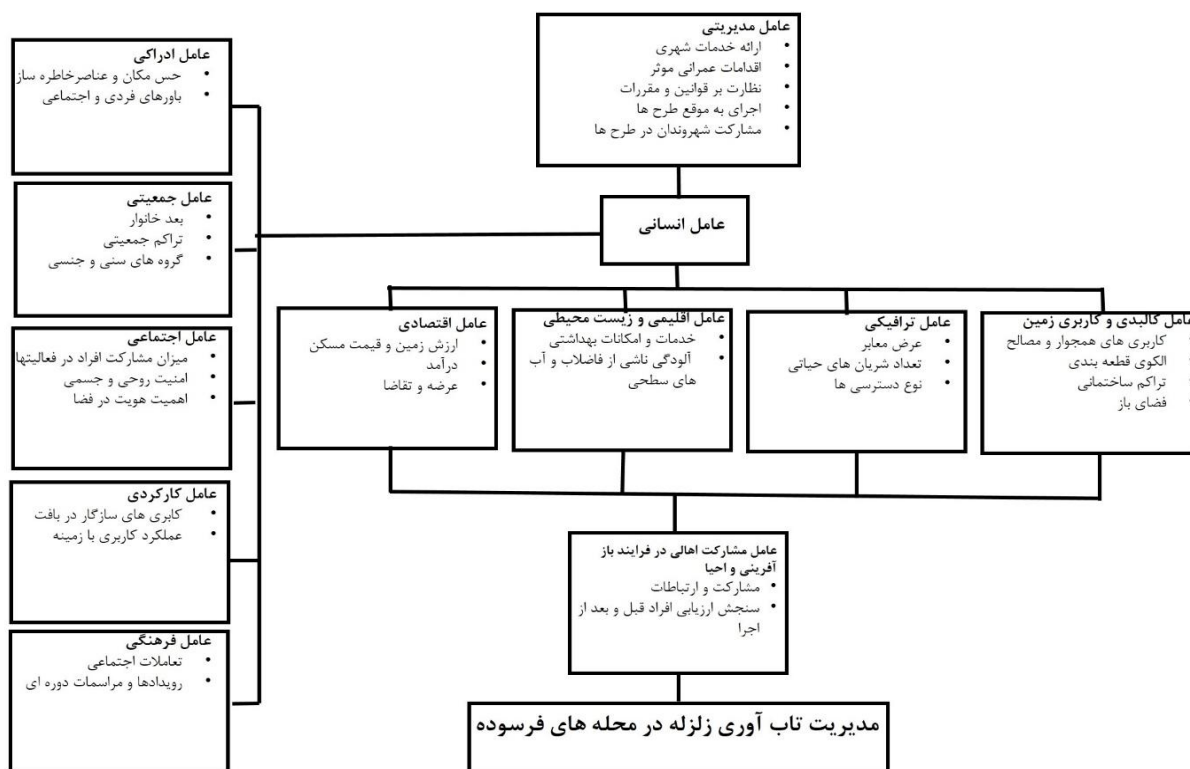 عامل مدیریتی
• ارائه خدمات شهری
• اقدامات عمرانی موثر
• نظارت بر قوانین و مقررات
• اجرای به موقع طرح ها
• مشارکت شهروندان در طرح ها
عامل انسانی
عامل ادراکی
• حس مکان و عناصرخاطره ساز
• باورهای فردی و اجتماعی
عامل جمعیتی
• بعد خانوار
• تراکم جمعیتی
• گروه های سنی و جنسی
عامل اجتماعی
• میزان مشارکت افراد در فعالیتها
• امنیت روحی و جسمی
• اهمیت هویت در فضا
عامل کارکردی
• کابری های سازگار در بافت
• عملکرد کاربری با زمینه
عامل فرهنگی
• تعاملات اجتماعی
• رویدادها و مراسمات دوره ای
عامل کالبدی و کاربری زمین
• کاربری های همجوار و مصالح
• الکوی قطعه بندی
• تراکم ساختمانی
• فضای باز
عامل ترافیکی
• عرض معابر
• تعداد شریان های حیاتی
• نوع دسترسی ها
عامل اقلیمی و زیست محیطی
• خدمات و امکانات بهداشتی
• آلودگی ناشی از فاضلاب و آب
های سطحی
عامل اقتصادی
• ارزش زمین و قیمت مسکن
• درآمد
• عرضه و تقاضا
عامل مشارکت اهالی در فرایند باز
آفرینی و احیا
• مشارکت و ارتباطات
• سنجش ارزیابی افراد قبل و بعد از
اجرا
مدیریت تاب آوری زلزله در محله های فرسوده